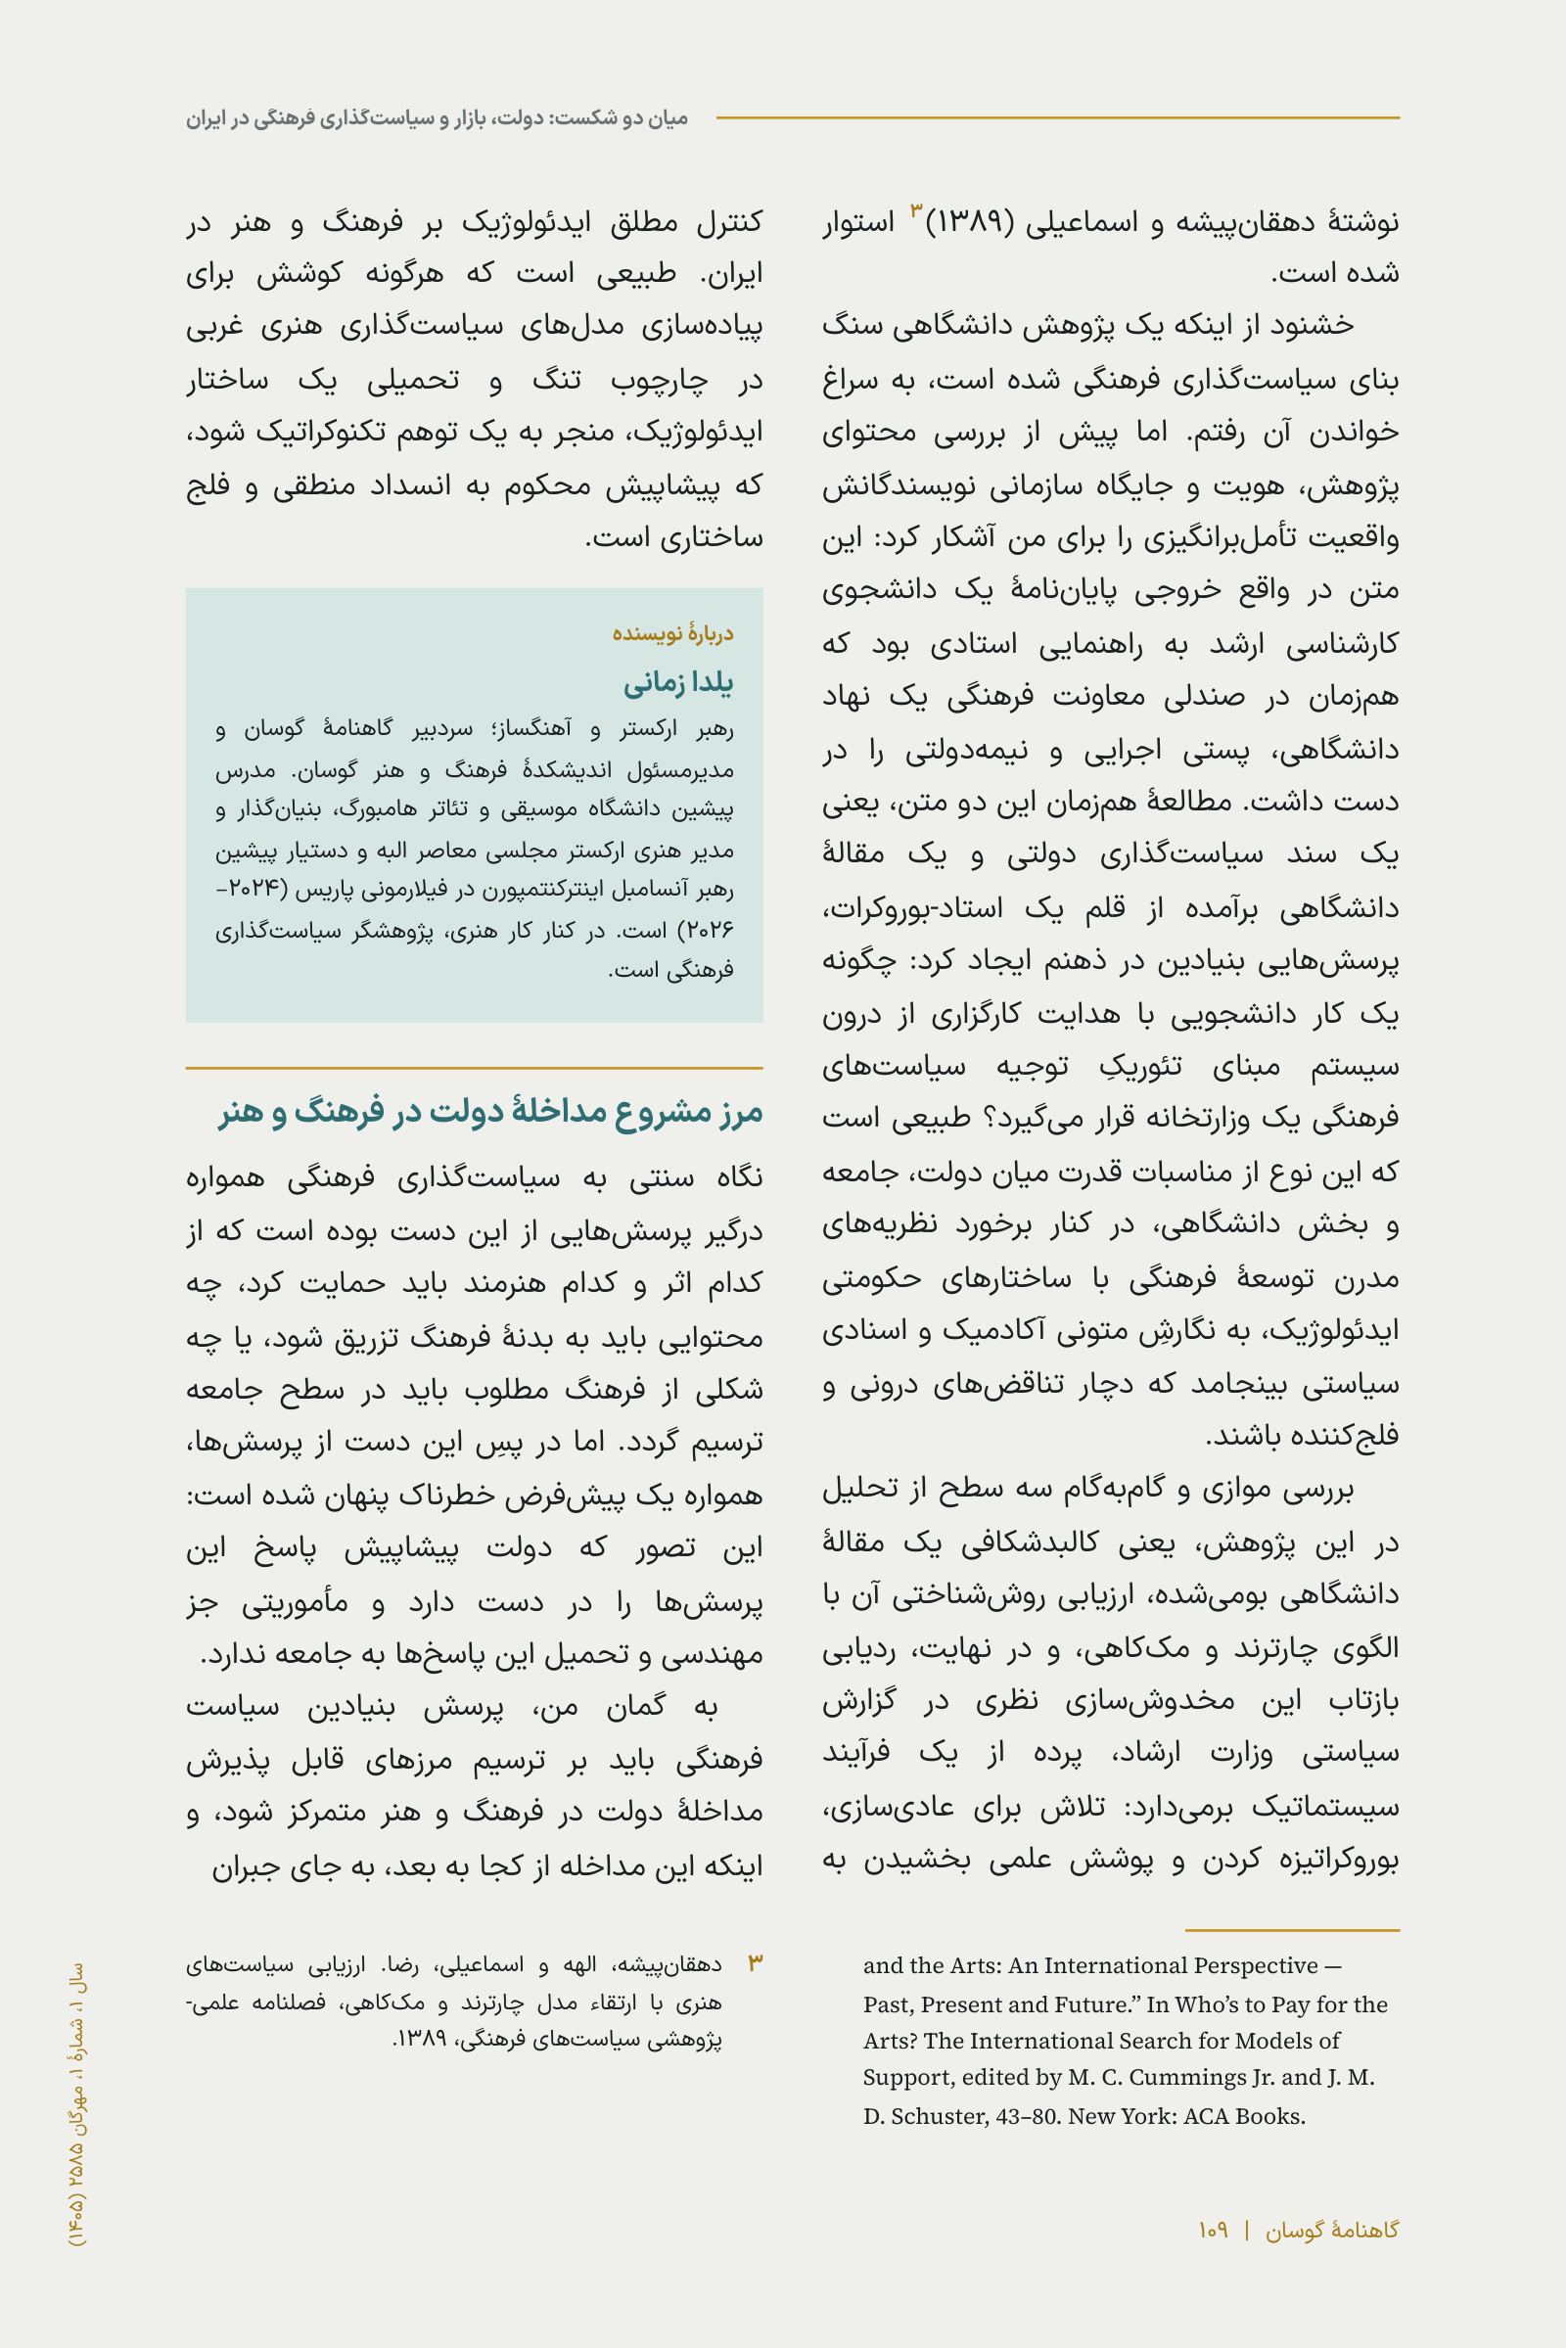 میان دو شکست: دولت، بازار و سیاست‌گذاری فرهنگی در ایران
نوشتهٔ دهقان‌پیشه و اسماعیلی (۱۳۸۹)۳ استوار
شده است.
خشنود از اینکه یک پژوهش دانشگاهی سنگ
بنای سیاست‌گذاری فرهنگی شده است، به سراغ
خواندن آن رفتم. اما پیش از بررسی محتوای
پژوهش، هویت و جایگاه سازمانی نویسندگانش
واقعیت تأمل‌برانگیزی را برای من آشکار کرد: این
متن در واقع خروجی پایان‌نامهٔ یک دانشجوی
کارشناسی ارشد به راهنمایی استادی بود که
هم‌زمان در صندلی معاونت فرهنگی یک نهاد
دانشگاهی، پستی اجرایی و نیمه‌دولتی را در
دست داشت. مطالعهٔ هم‌زمان این دو متن، یعنی
یک سند سیاست‌گذاری دولتی و یک مقالهٔ
دانشگاهی برآمده از قلم یک استاد-بوروکرات،
پرسش‌هایی بنیادین در ذهنم ایجاد کرد: چگونه
یک کار دانشجویی با هدایت کارگزاری از درون
سیستم مبنای تئوریکِ توجیه سیاست‌های
فرهنگی یک وزارتخانه قرار می‌گیرد؟ طبیعی است
که این نوع از مناسبات قدرت میان دولت، جامعه
و بخش دانشگاهی، در کنار برخورد نظریه‌های
مدرن توسعهٔ فرهنگی با ساختارهای حکومتی
ایدئولوژیک، به نگارشِ متونی آکادمیک و اسنادی
سیاستی بینجامد که دچار تناقض‌های درونی و
فلج‌کننده باشند.
بررسی موازی و گام‌به‌گام سه سطح از تحلیل
در این پژوهش، یعنی کالبدشکافی یک مقالهٔ
دانشگاهی بومی‌شده، ارزیابی روش‌شناختی آن با
الگوی چارترند و مک‌کاهی، و در نهایت، ردیابی
بازتاب این مخدوش‌سازی نظری در گزارش
سیاستی وزارت ارشاد، پرده از یک فرآیند
سیستماتیک برمی‌دارد: تلاش برای عادی‌سازی،
بوروکراتیزه کردن و پوشش علمی بخشیدن به
and the Arts: An International Perspective —
Past, Present and Future.” In Who’s to Pay for the
Arts? The International Search for Models of
Support, edited by M. C. Cummings Jr. and J. M.
D. Schuster, 43–80. New York: ACA Books.
کنترل مطلق ایدئولوژیک بر فرهنگ و هنر در
ایران. طبیعی است که هرگونه کوشش برای
پیاده‌سازی مدل‌های سیاست‌گذاری هنری غربی
در چارچوب تنگ و تحمیلی یک ساختار
ایدئولوژیک، منجر به یک توهم تکنوکراتیک شود،
که پیشاپیش محکوم به انسداد منطقی و فلج
ساختاری است.
دربارهٔ نویسنده
یلدا زمانی
رهبر ارکستر و آهنگساز؛ سردبیر گاهنامهٔ گوسان و
مدیرمسئول اندیشکدهٔ فرهنگ و هنر گوسان. مدرس
پیشین دانشگاه موسیقی و تئاتر هامبورگ، بنیان‌گذار و
مدیر هنری ارکستر مجلسی معاصر البه و دستیار پیشین
رهبر آنسامبل اینترکنتمپورن در فیلارمونی پاریس (۲۰۲۴–
۲۰۲۶) است. در کنار کار هنری، پژوهشگر سیاست‌گذاری
فرهنگی است.
مرز مشروع مداخلهٔ دولت در فرهنگ و هنر
نگاه سنتی به سیاست‌گذاری فرهنگی همواره
درگیر پرسش‌هایی از این دست بوده است که از
کدام اثر و کدام هنرمند باید حمایت کرد، چه
محتوایی باید به بدنهٔ فرهنگ تزریق شود، یا چه
شکلی از فرهنگ مطلوب باید در سطح جامعه
ترسیم گردد. اما در پسِ این دست از پرسش‌ها،
همواره یک پیش‌فرض خطرناک پنهان شده است:
این تصور که دولت پیشاپیش پاسخ این
پرسش‌ها را در دست دارد و مأموریتی جز
مهندسی و تحمیل این پاسخ‌ها به جامعه ندارد.
به گمان من، پرسش بنیادین سیاست
فرهنگی باید بر ترسیم مرزهای قابل پذیرش
مداخلهٔ دولت در فرهنگ و هنر متمرکز شود، و
اینکه این مداخله از کجا به بعد، به جای جبران
۳ دهقان‌پیشه، الهه و اسماعیلی، رضا. ارزیابی سیاست‌های
هنری با ارتقاء مدل چارترند و مک‌کاهی، فصلنامه علمی-
پژوهشی سیاست‌های فرهنگی، ۱۳۸۹.
سال ۱، شمارهٔ ۱، مهرگان ۲۵۸۵ (۱۴۰۵)
گاهنامهٔ گوسان | ۱۰۹